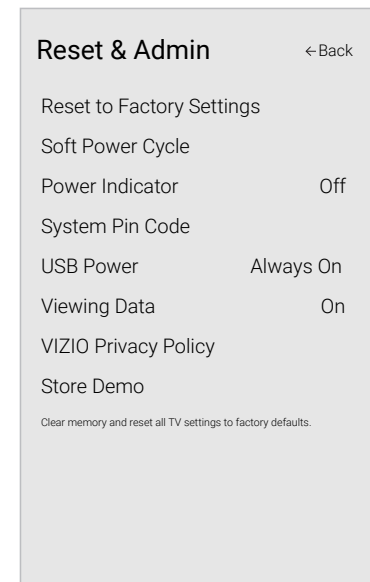 Reset & Admin ←Back
Reset to Factory Settings
Soft Power Cycle
Power Indicator Off
System Pin Code
USB Power Always On
Viewing Data On
VIZIO Privacy Policy
Store Demo
Clear memory and reset all TV settings to factory defaults.